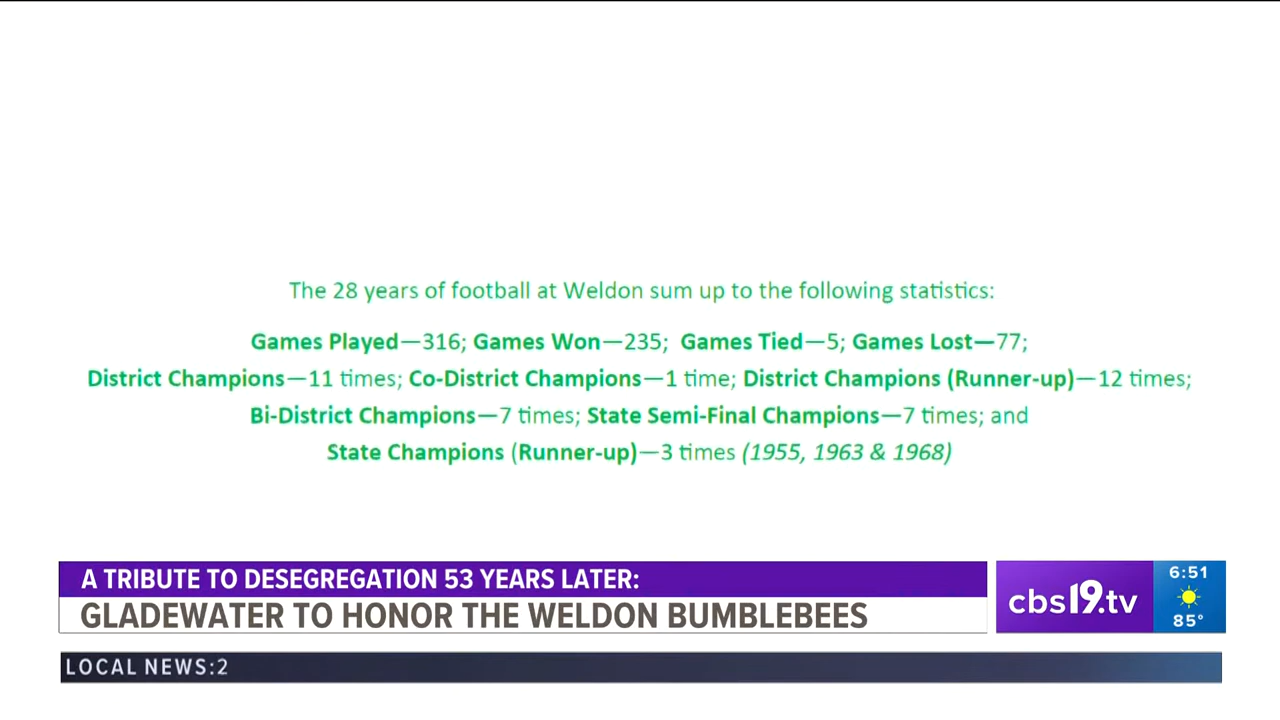 The 28 years of football at Weldon sum up to the following statistics:
Games Played—316; Games Won—235; Games Tied—5; Games Lost—77;
District Champions—11 times; Co-District Champions—1 time; District Champions (Runner-up)—12 times;
Bi-District Champions—7 times; State Semi-Final Champions—7 times; and
State Champions (Runner-up)—3 times (1955, 1963 & 1968)
A TRIBUTE TO DESEGREGATION 53 YEARS LATER:
GLADEWATER TO HONOR THE WELDON BUMBLEBEES
cbs19.tv
6:51
85°
LOCAL NEWS:2